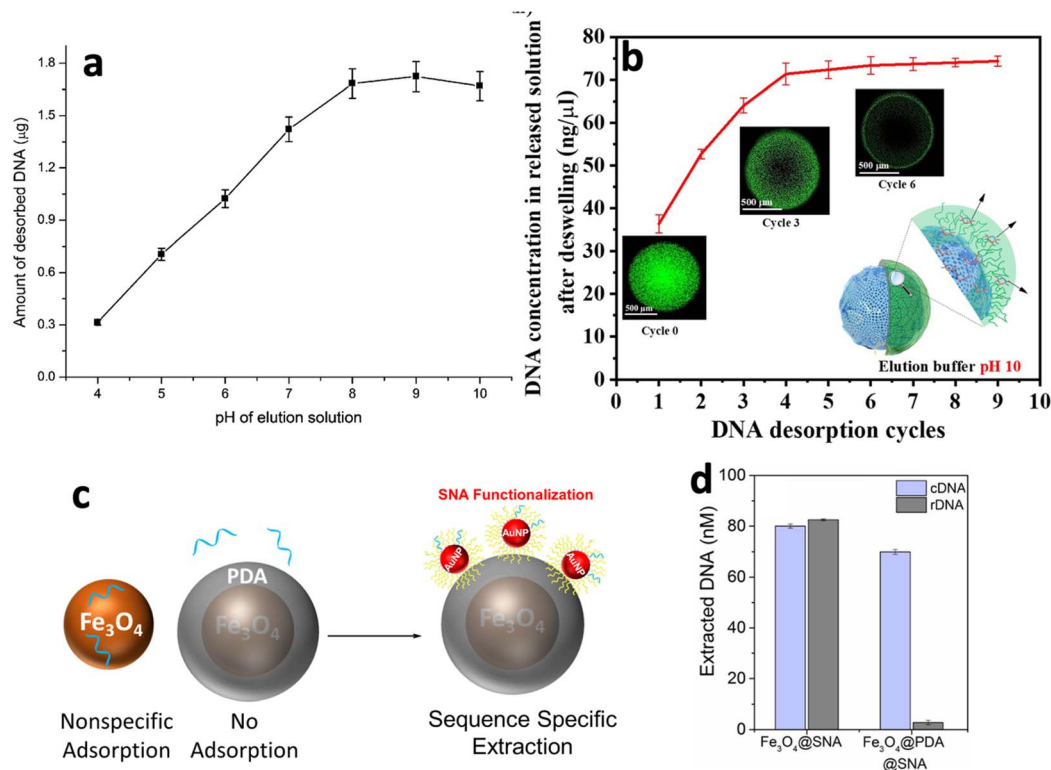 a
Amount of desorbed DNA (µg)
1.8
1.5
1.2
0.9
0.6
0.3
0.0
4 5 6 7 8 9 10
pH of elution solution
b
DNA concentration in released solution
after deswelling (ng/µl)
80
70
60
50
40
30
20
10
0
0 1 2 3 4 5 6 7 8 9 10
DNA desorption cycles
500 µm
Cycle 0
500 µm
Cycle 3
500 µm
Cycle 6
Elution buffer pH 10
c
SNA Functionalization
AuNP
AuNP
AuNP
PDA
Fe3O4
Fe3O4
Fe3O4
Nonspecific
Adsorption
No
Adsorption
Sequence Specific
Extraction
d
Extracted DNA (nM)
100
80
60
40
20
0
cDNA
rDNA
Fe3O4@SNA
Fe3O4@PDA
@SNA